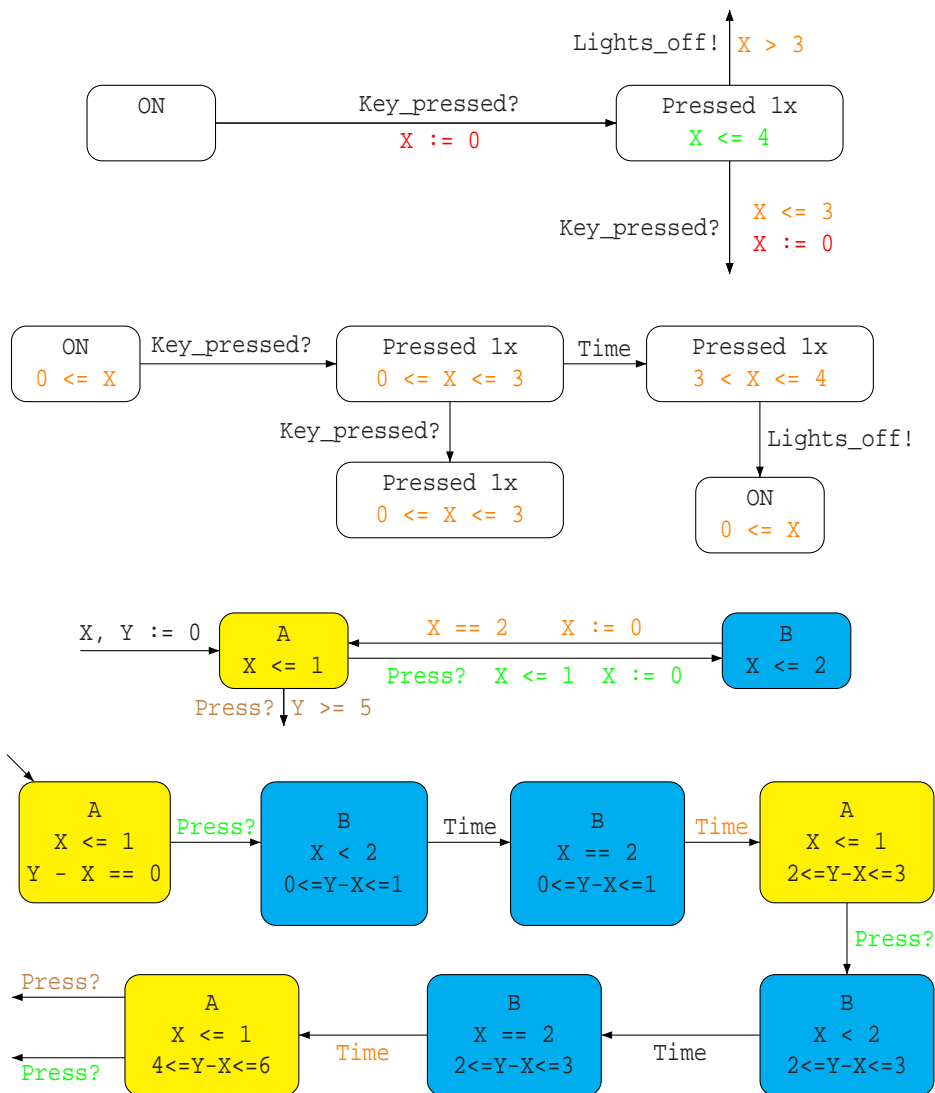 Lights_off!
X > 3
ON
Key_pressed?
X := 0
Pressed 1x
X <= 4
Key_pressed?
X <= 3
X := 0
ON
0 <= X
Key_pressed?
Pressed 1x
0 <= X <= 3
Time
Pressed 1x
3 < X <= 4
Key_pressed?
Lights_off!
Pressed 1x
0 <= X <= 3
ON
0 <= X
X, Y := 0
A
X <= 1
X == 2 X := 0
Press? X <= 1 X := 0
B
X <= 2
Press? Y >= 5
A
X <= 1
Y - X == 0
Press?
B
X < 2
0<=Y-X<=1
Time
B
X == 2
0<=Y-X<=1
Time
A
X <= 1
2<=Y-X<=3
Press?
Press?
Press?
A
X <= 1
4<=Y-X<=6
Time
B
X == 2
2<=Y-X<=3
Time
B
X < 2
2<=Y-X<=3